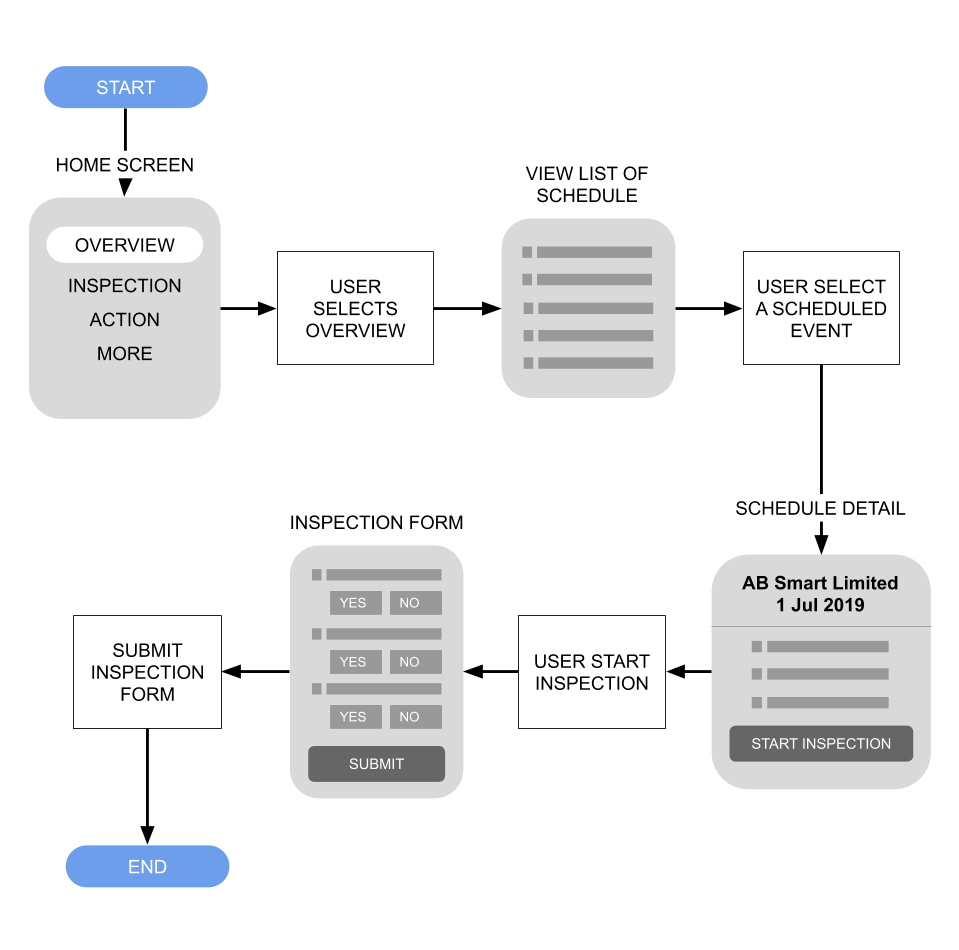 START
HOME SCREEN
OVERVIEW
INSPECTION
ACTION
MORE
USER
SELECTS
OVERVIEW
VIEW LIST OF
SCHEDULE
USER SELECT
A SCHEDULED
EVENT
SCHEDULE DETAIL
AB Smart Limited
1 Jul 2019
START INSPECTION
USER START
INSPECTION
INSPECTION FORM
YES NO
YES NO
YES NO
SUBMIT
SUBMIT
INSPECTION
FORM
END